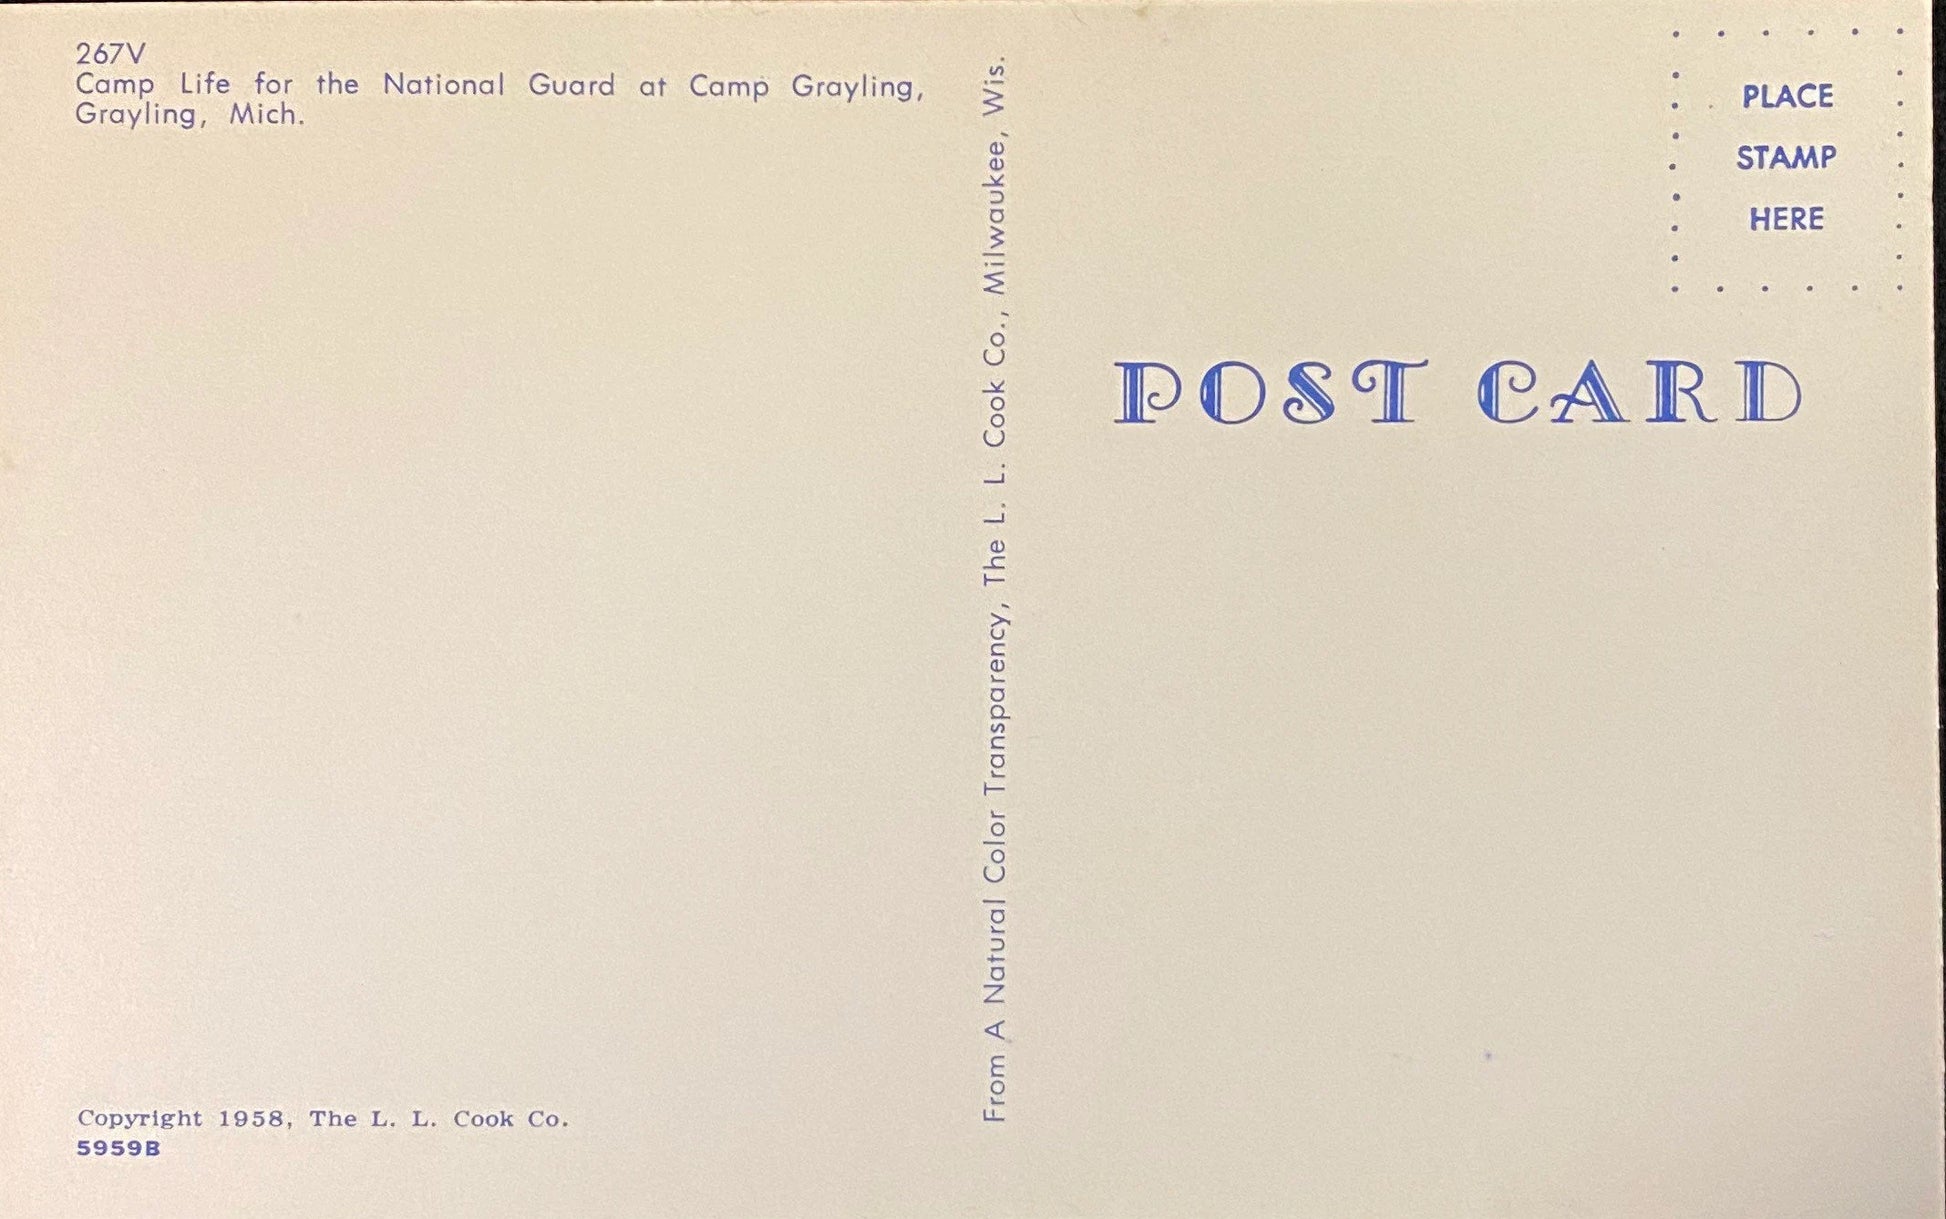 267V
Camp Life for the National Guard at Camp Grayling,
Grayling, Mich.
Copyright 1958, The L. L. Cook Co.
5959B
From A Natural Color Transparency, The L. L. Cook Co., Milwaukee, Wis.
PLACE
STAMP
HERE
POST CARD